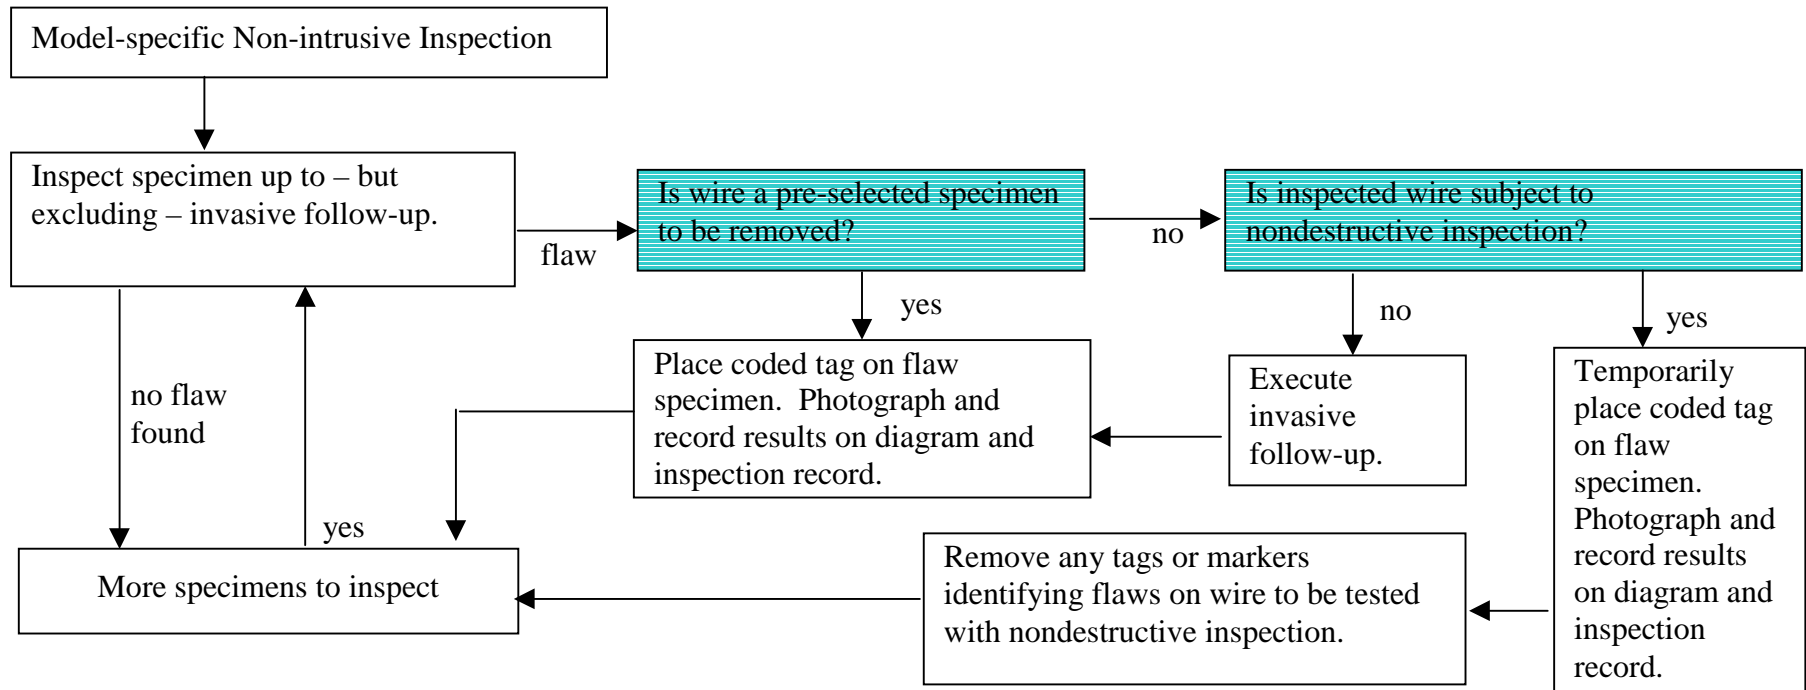 Model-specific Non-intrusive Inspection
Inspect specimen up to – but
excluding – invasive follow-up.
flaw
Is wire a pre-selected specimen
to be removed?
no
Is inspected wire subject to
nondestructive inspection?
yes
no
yes
no flaw
found
Place coded tag on flaw
specimen.  Photograph and
record results on diagram and
inspection record.
Execute
invasive
follow-up.
Temporarily
place coded tag
on flaw
specimen.
Photograph and
record results
on diagram and
inspection
record.
yes
More specimens to inspect
Remove any tags or markers
identifying flaws on wire to be tested
with nondestructive inspection.